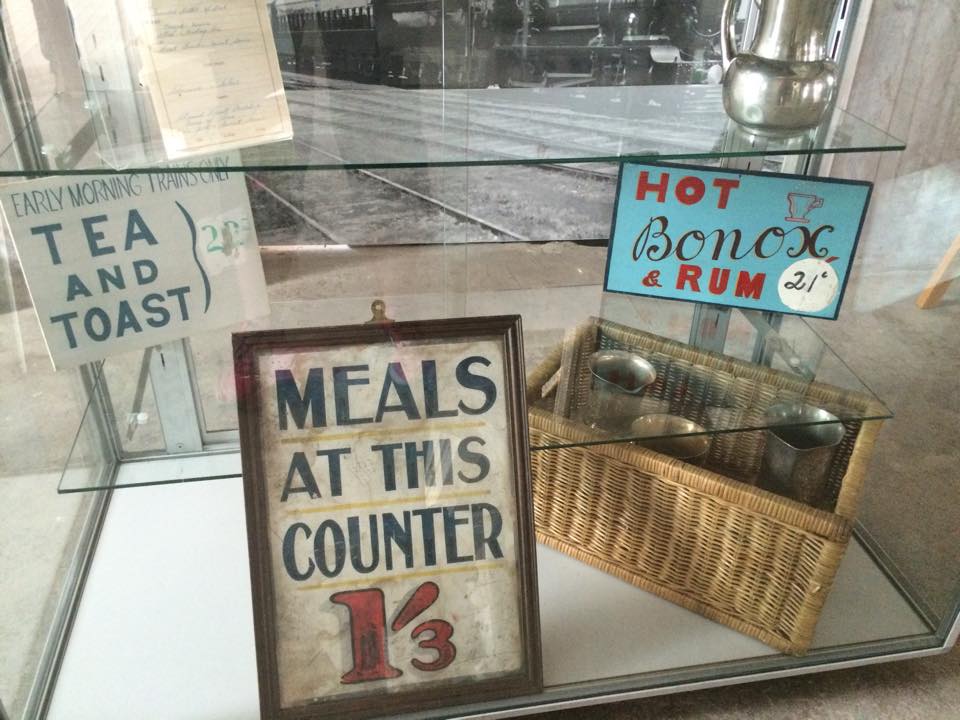 EARLY MORNING TRAINS ONLY
TEA
AND
TOAST
HOT
Bonox
& RUM 21¢
MEALS
AT THIS
COUNTER
1'3